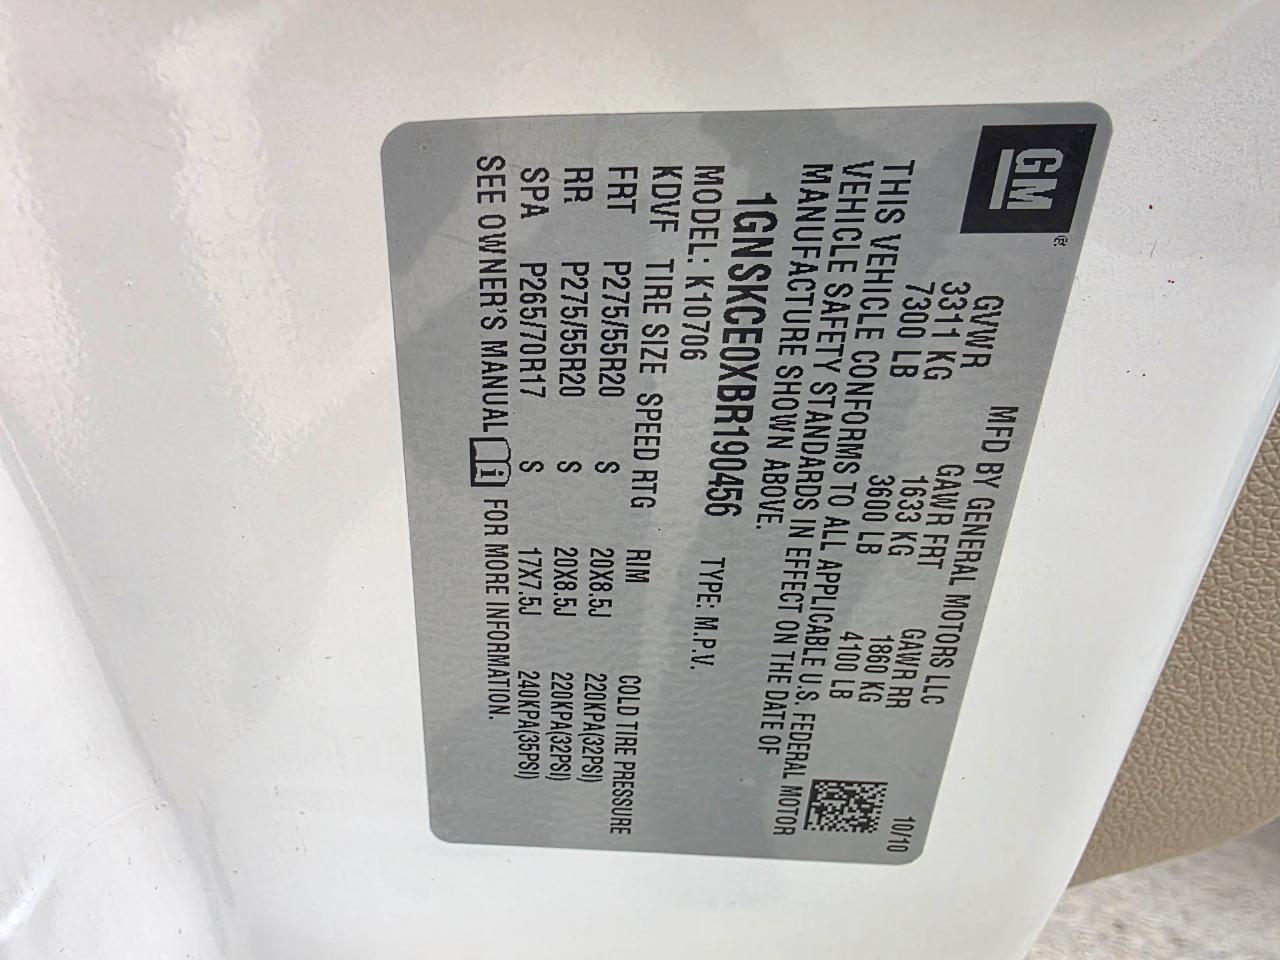 GM
®
MFD BY GENERAL MOTORS LLC 10/10
GVWR GAWR FRT GAWR RR
3311 KG 1633 KG 1860 KG
7300 LB 3600 LB 4100 LB
THIS VEHICLE CONFORMS TO ALL APPLICABLE U.S. FEDERAL MOTOR
VEHICLE SAFETY STANDARDS IN EFFECT ON THE DATE OF
MANUFACTURE SHOWN ABOVE.
1GNSKCE0XBR190456 TYPE: M.P.V.
MODEL: K10706
KDVF TIRE SIZE SPEED RTG RIM COLD TIRE PRESSURE
FRT P275/55R20 S 20X8.5J 220KPA(32PSI)
RR P275/55R20 S 20X8.5J 220KPA(32PSI)
SPA P265/70R17 S 17X7.5J 240KPA(35PSI)
SEE OWNER'S MANUAL i FOR MORE INFORMATION.